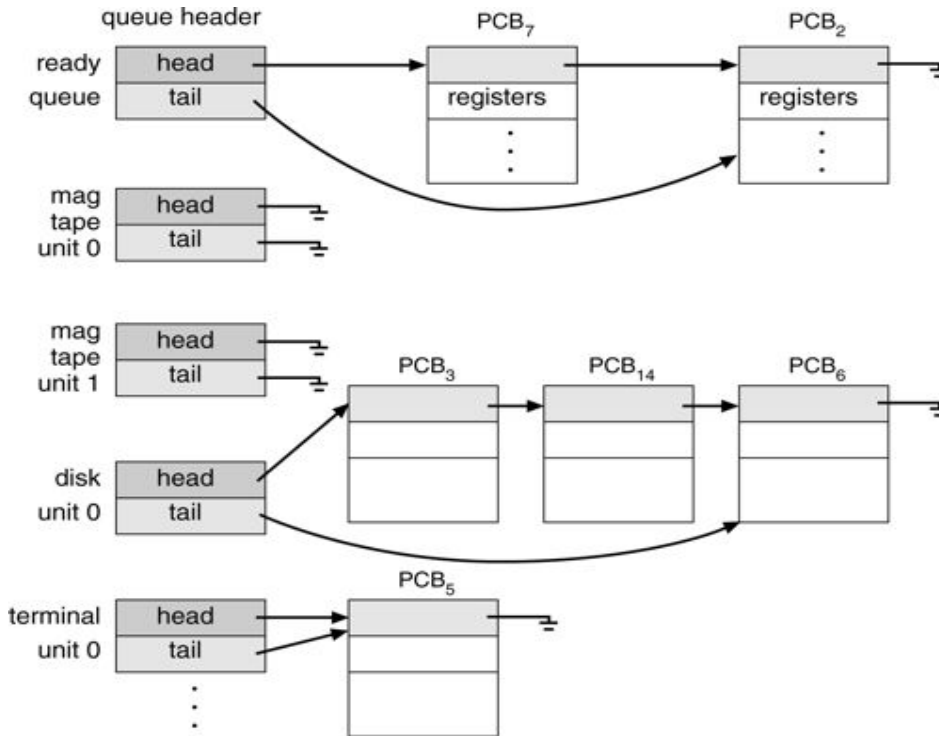 queue header
PCB7
PCB2
ready
queue
head
tail
registers
registers
mag
tape
unit 0
head
tail
mag
tape
unit 1
head
tail
PCB3
PCB14
PCB6
disk
unit 0
head
tail
PCB5
terminal
unit 0
head
tail